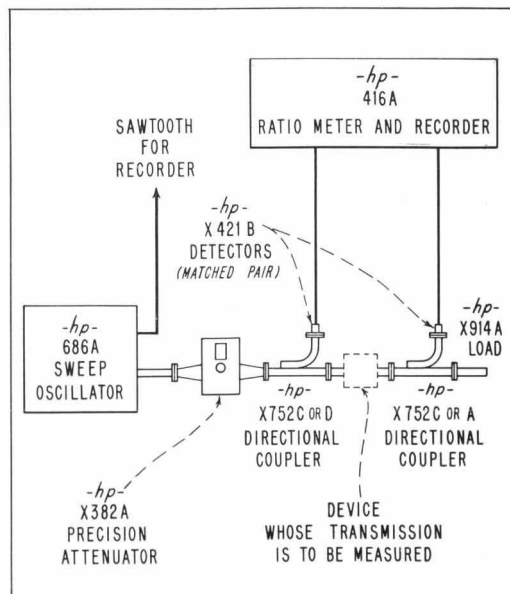 -hp-
416A
RATIO METER AND RECORDER
SAWTOOTH
FOR
RECORDER
-hp-
X421B
DETECTORS
(MATCHED PAIR)
-hp-
X914A
LOAD
-hp-
686A
SWEEP
OSCILLATOR
X752C OR D
DIRECTIONAL
COUPLER
X752C OR A
DIRECTIONAL
COUPLER
-hp-
X382A
PRECISION
ATTENUATOR
DEVICE
WHOSE TRANSMISSION
IS TO BE MEASURED